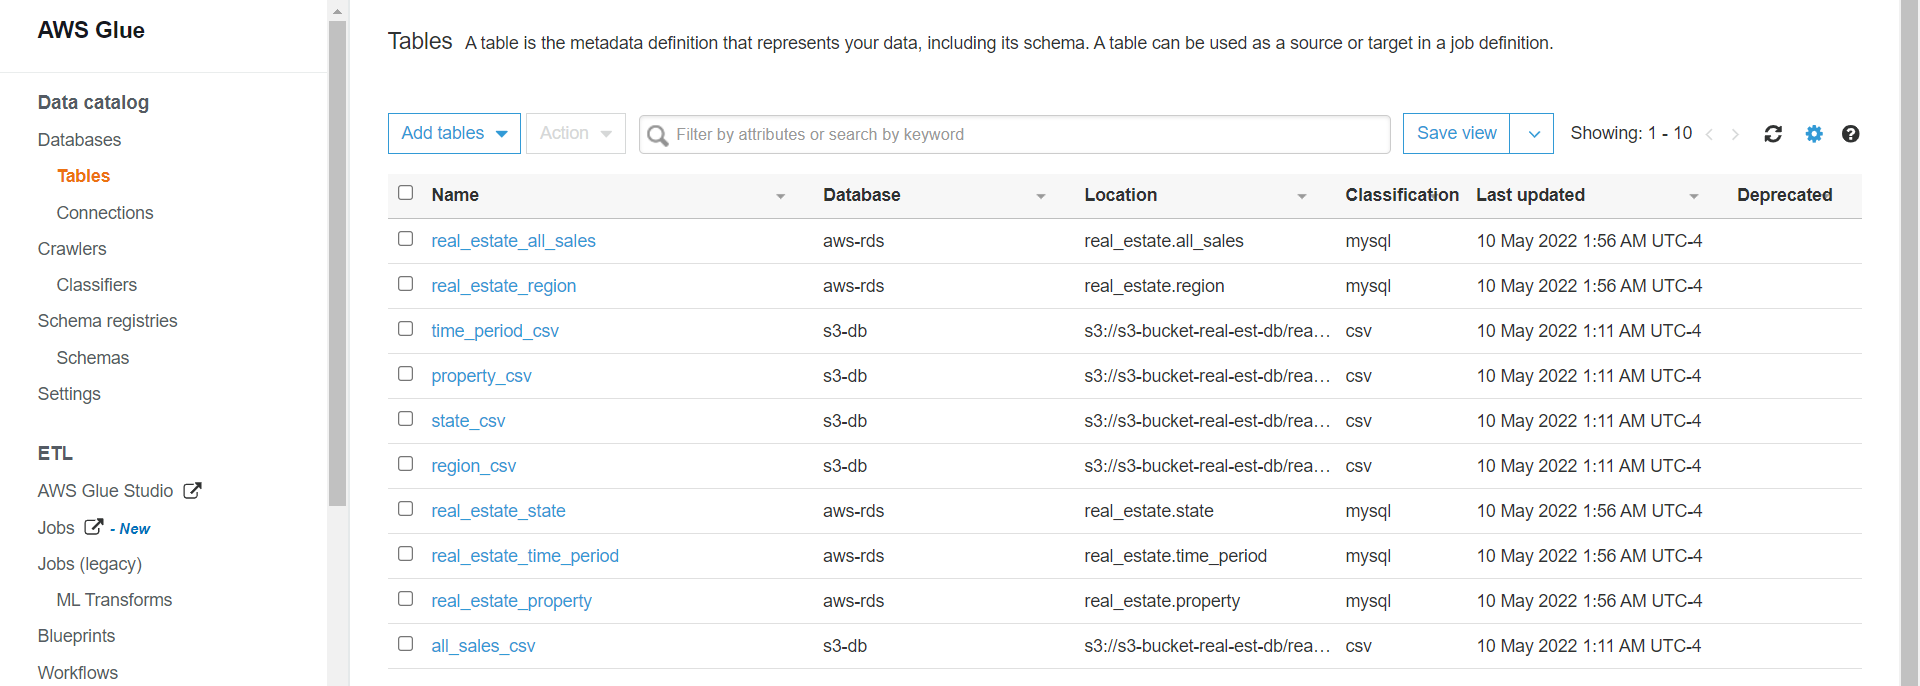 AWS Glue
Data catalog
Databases
Tables
Connections
Crawlers
Classifiers
Schema registries
Schemas
Settings
ETL
AWS Glue Studio
Jobs - New
Jobs (legacy)
ML Transforms
Blueprints
Workflows
Tables A table is the metadata definition that represents your data, including its schema. A table can be used as a source or target in a job definition.
Add tables Action Filter by attributes or search by keyword Save view Showing: 1 - 10
Name Database Location Classification Last updated Deprecated
real_estate_all_sales aws-rds real_estate.all_sales mysql 10 May 2022 1:56 AM UTC-4
real_estate_region aws-rds real_estate.region mysql 10 May 2022 1:56 AM UTC-4
time_period_csv s3-db s3://s3-bucket-real-est-db/rea... csv 10 May 2022 1:11 AM UTC-4
property_csv s3-db s3://s3-bucket-real-est-db/rea... csv 10 May 2022 1:11 AM UTC-4
state_csv s3-db s3://s3-bucket-real-est-db/rea... csv 10 May 2022 1:11 AM UTC-4
region_csv s3-db s3://s3-bucket-real-est-db/rea... csv 10 May 2022 1:11 AM UTC-4
real_estate_state aws-rds real_estate.state mysql 10 May 2022 1:56 AM UTC-4
real_estate_time_period aws-rds real_estate.time_period mysql 10 May 2022 1:56 AM UTC-4
real_estate_property aws-rds real_estate.property mysql 10 May 2022 1:56 AM UTC-4
all_sales_csv s3-db s3://s3-bucket-real-est-db/rea... csv 10 May 2022 1:11 AM UTC-4